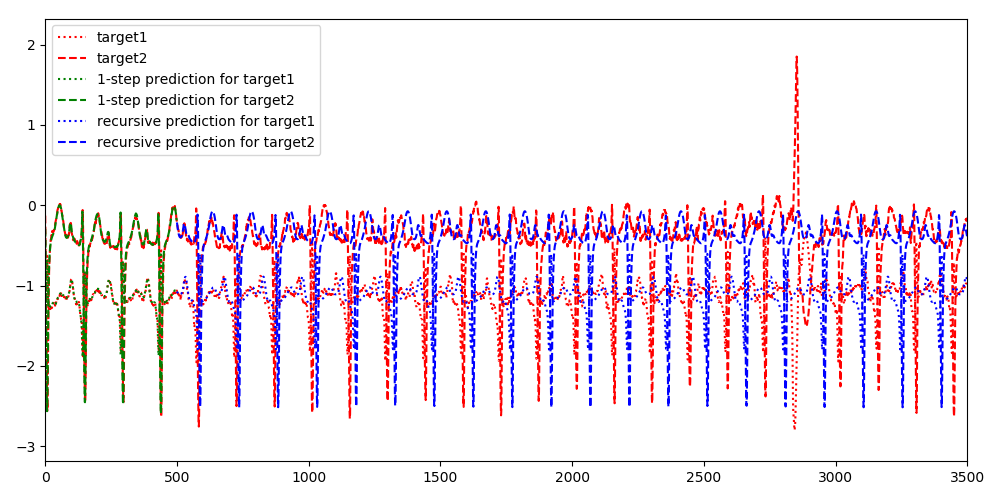 target1
target2
1-step prediction for target1
1-step prediction for target2
recursive prediction for target1
recursive prediction for target2
2
1
0
−1
−2
−3
0 500 1000 1500 2000 2500 3000 3500